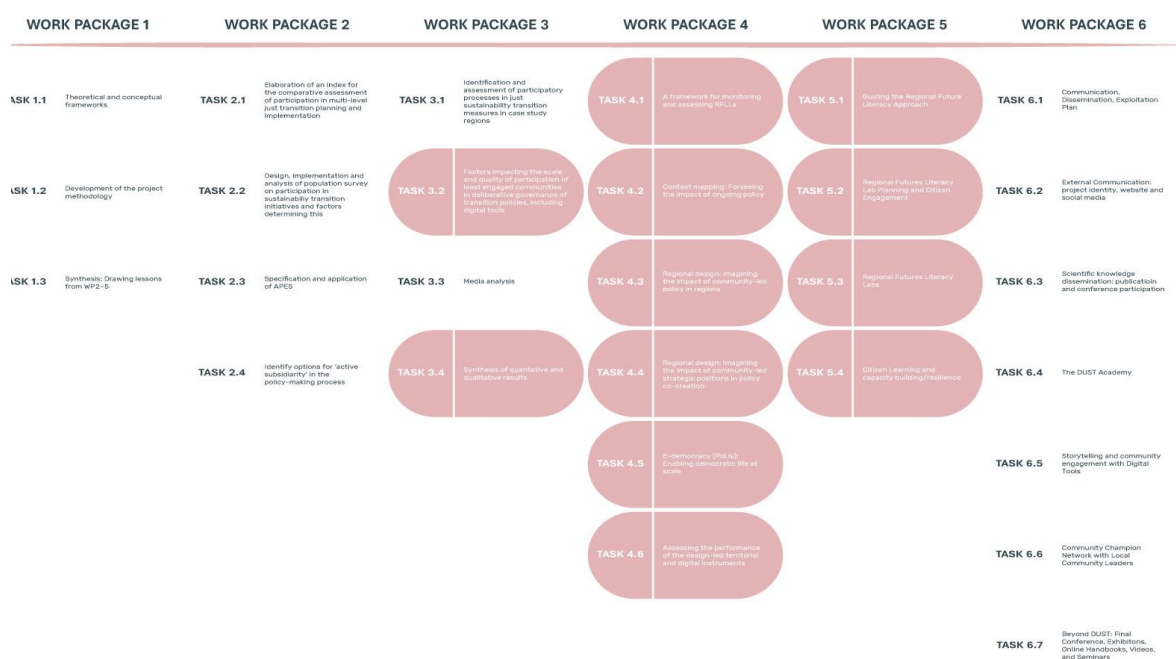 WORK PACKAGE 1
WORK PACKAGE 2
WORK PACKAGE 3
WORK PACKAGE 4
WORK PACKAGE 5
WORK PACKAGE 6
ASK 1.1
Theoretical and conceptual
frameworks
TASK 2.1
Elaboration of an index for
the comparative assessment
of participation in multi-level
just transition planning and
implementation
TASK 3.1
Identification and
assessment of participatory
processes in just
sustainability transition
measures in case study
regions
TASK 4.1
A framework for monitoring
and assessing RFLLs
TASK 5.1
Guiding the Regional Future
Literacy Approach
TASK 6.1
Communication,
Dissemination, Exploitation
Plan
ASK 1.2
Development of the project
methodology
TASK 2.2
Design, implementation and
analysis of population survey
on participation in
sustainabiity transition
initiatives and factors
determining this
TASK 3.2
Factors impacting the scale
and quality of participation of
least engaged communities
in deliberative governance of
transition policies, including
digital tools
TASK 4.2
Context mapping: Forseeing
the impact of ongoing policy
TASK 5.2
Regional Futures Literacy
Lab Planning and Citizen
Engagement
TASK 6.2
External Communication:
project identity, website and
social media
ASK 1.3
Synthesis: Drawing lessons
from WP2-5
TASK 2.3
Specification and application
of APES
TASK 3.3
Media analysis
TASK 4.3
Regional design: Imagining
the impact of community-led
policy in regions
TASK 5.3
Regional Futures Literacy
Labs
TASK 6.3
Scientific knowledge
dissemination: publicatioin
and conference participation
TASK 2.4
Identify options for 'active
subsidiarity' in the
policy-making process
TASK 3.4
Synthesis of quantative and
qualitative results
TASK 4.4
Regional design: Imagining
the impact of community-led
strategic positions in policy
co-creation
TASK 5.4
Citizen Learning and
capacity building/resilience
TASK 6.4
The DUST Academy
TASK 4.5
E-democracy
Enabling democratic life at
scale
TASK 6.5
Storytelling and community
engagement with Digital
Tools
TASK 4.6
Assessing the performance
of the design-led territorial
and digital instruments
TASK 6.6
Community Champion
Network with Local
Community Leaders
TASK 6.7
Beyond DUST: Final
Conference, Exhibitons,
Online Handbooks, Videos,
and Seminars